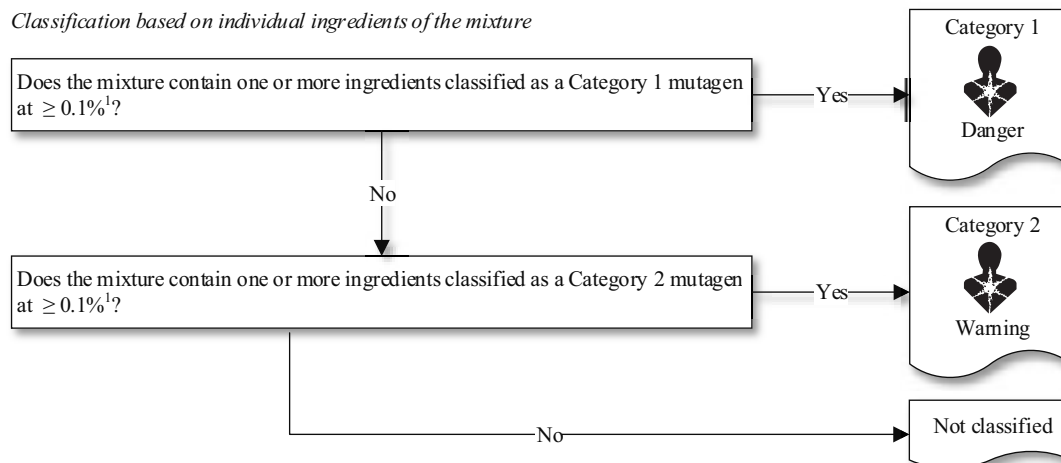 Classification based on individual ingredients of the mixture
Category 1
Does the mixture contain one or more ingredients classified as a Category 1 mutagen
at ≥ 0.1%¹?
Yes
Danger
No
Category 2
Does the mixture contain one or more ingredients classified as a Category 2 mutagen
at ≥ 0.1%¹?
Yes
Warning
Not classified
No